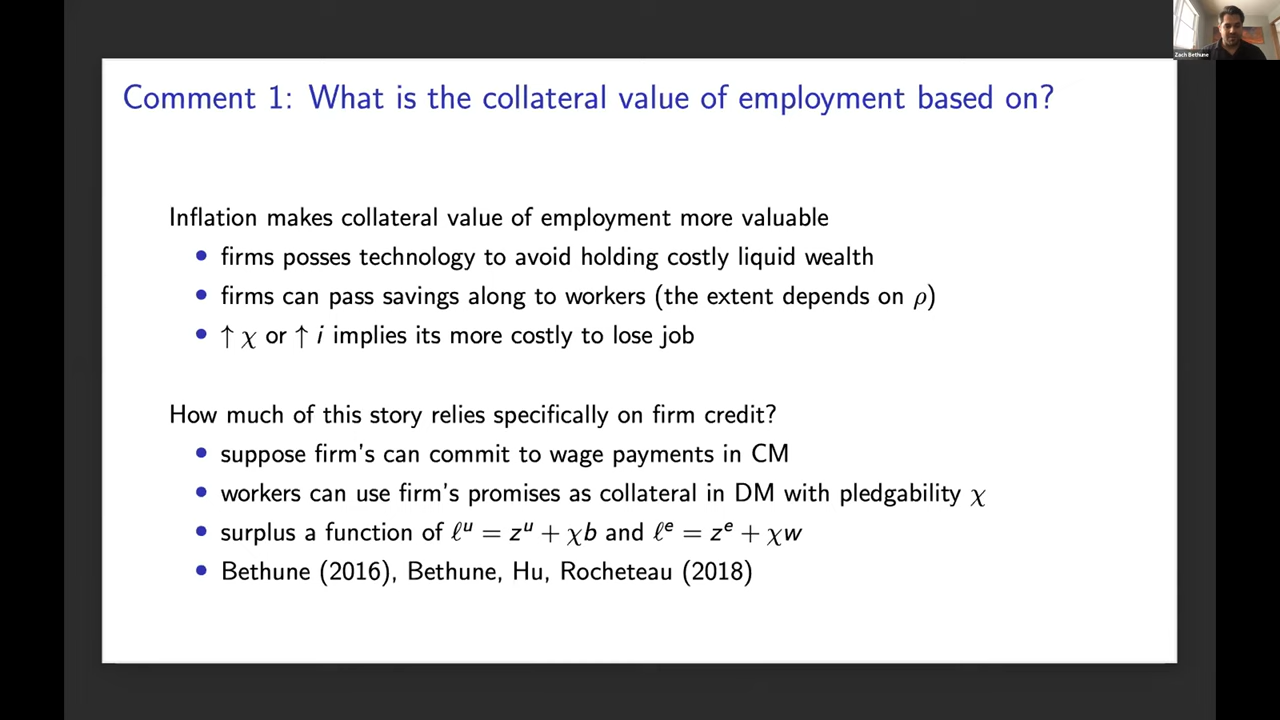 Zach Bethune
Comment 1: What is the collateral value of employment based on?
Inflation makes collateral value of employment more valuable
• firms posses technology to avoid holding costly liquid wealth
• firms can pass savings along to workers (the extent depends on ρ)
• ↑ χ or ↑ i implies its more costly to lose job
How much of this story relies specifically on firm credit?
• suppose firm's can commit to wage payments in CM
• workers can use firm's promises as collateral in DM with pledgability χ
• surplus a function of ℓᵘ = zᵘ + χb and ℓᵉ = zᵉ + χw
• Bethune (2016), Bethune, Hu, Rocheteau (2018)